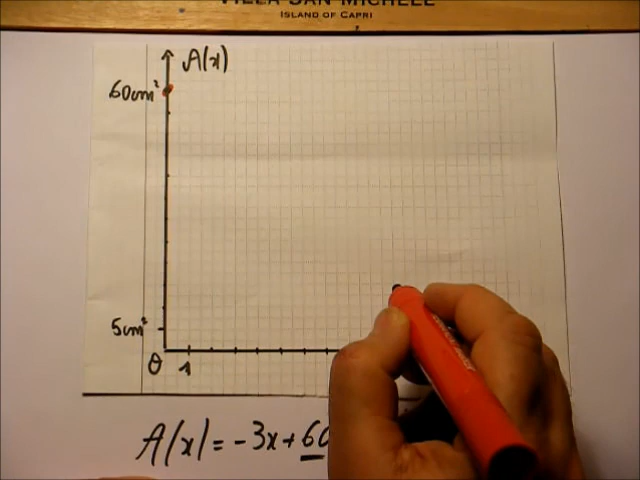 VILLA SAN MICHELE
ISLAND OF CAPRI
A(x)
60cm²
5cm²
0 1
A(x) = -3x + 60